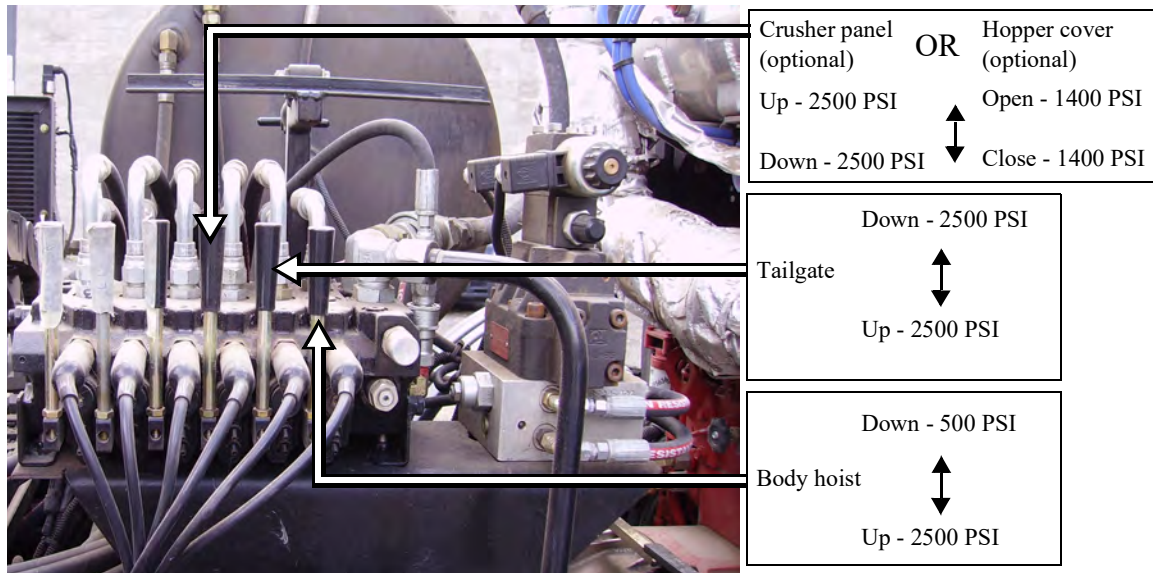 Crusher panel
(optional)
OR
Hopper cover
(optional)
Up - 2500 PSI
Open - 1400 PSI
Down - 2500 PSI
Close - 1400 PSI
Down - 2500 PSI
Tailgate
Up - 2500 PSI
Down - 500 PSI
Body hoist
Up - 2500 PSI